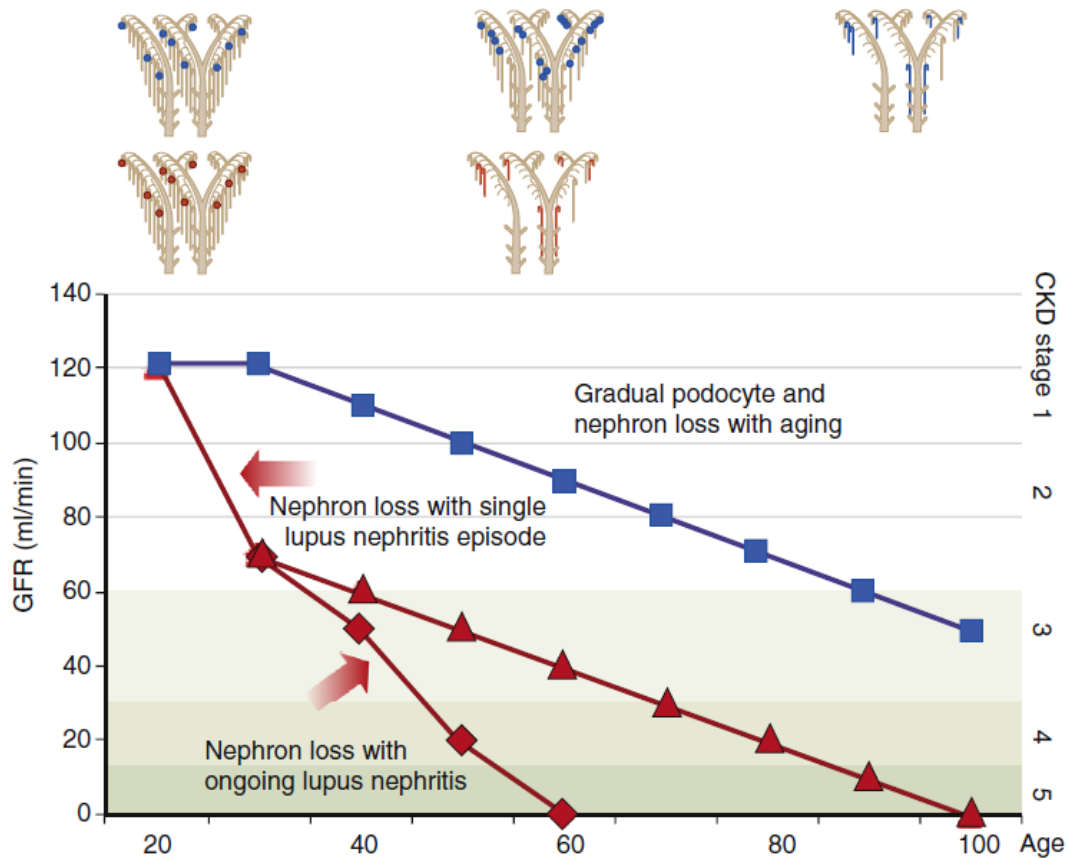 140
120
100
80
60
40
20
0
GFR (ml/min)
Gradual podocyte and
nephron loss with aging
Nephron loss with single
lupus nephritis episode
Nephron loss with
ongoing lupus nephritis
CKD stage 1
2
3
4
5
20
40
60
80
100
Age